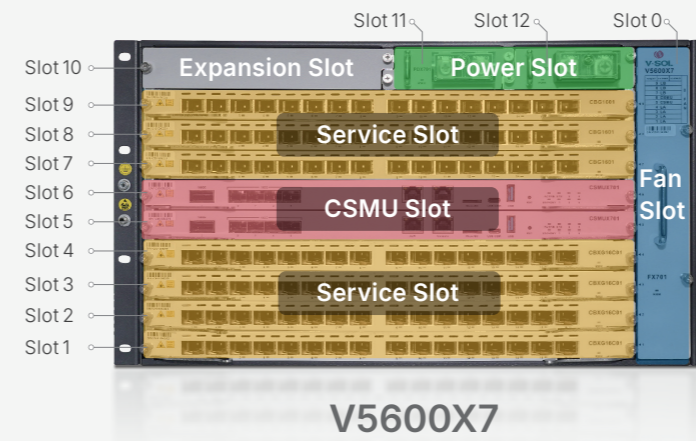 Slot 11
Slot 12
Slot 0
Slot 10
Expansion Slot
Power Slot
V·SOL
V5600X7
Slot 9
Slot 8
Service Slot
Slot 7
Slot 6
CSMU Slot
Fan
Slot
Slot 5
Slot 4
Slot 3
Service Slot
FX701
Slot 2
Slot 1
V5600X7